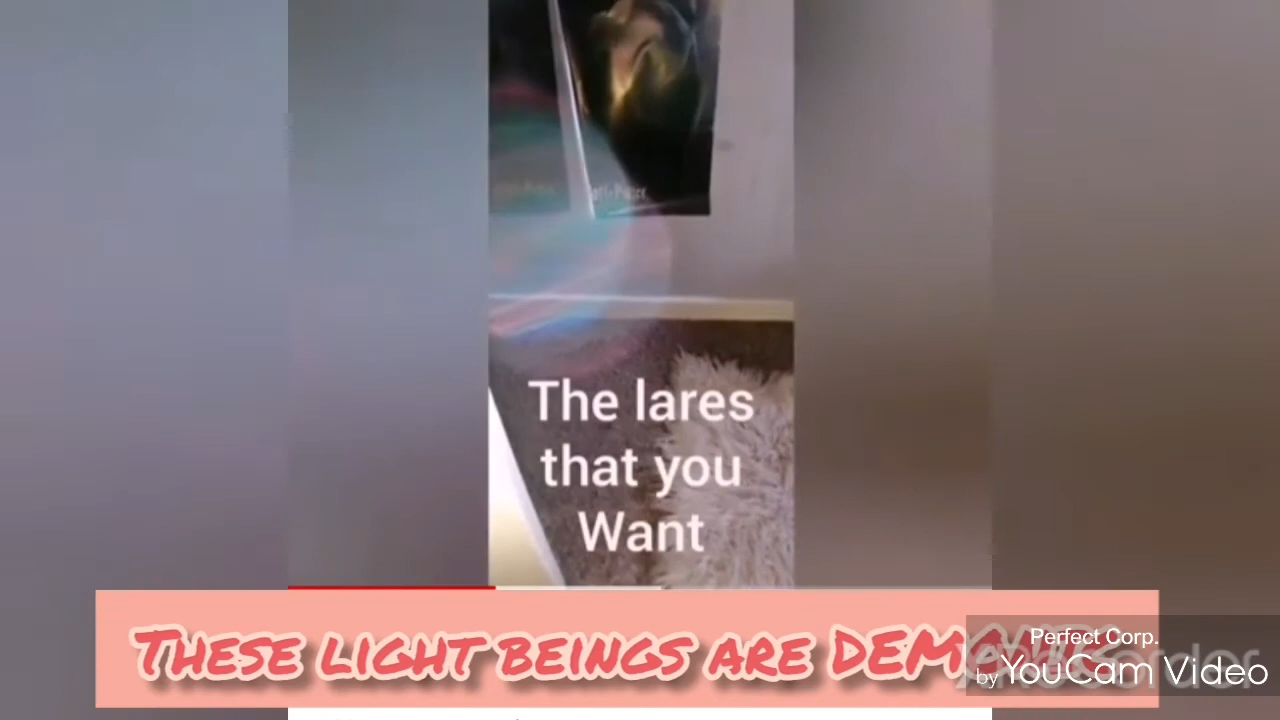 The lares
that you
Want
THESE LIGHT BEINGS ARE
Perfect Corp.
by YouCam Video